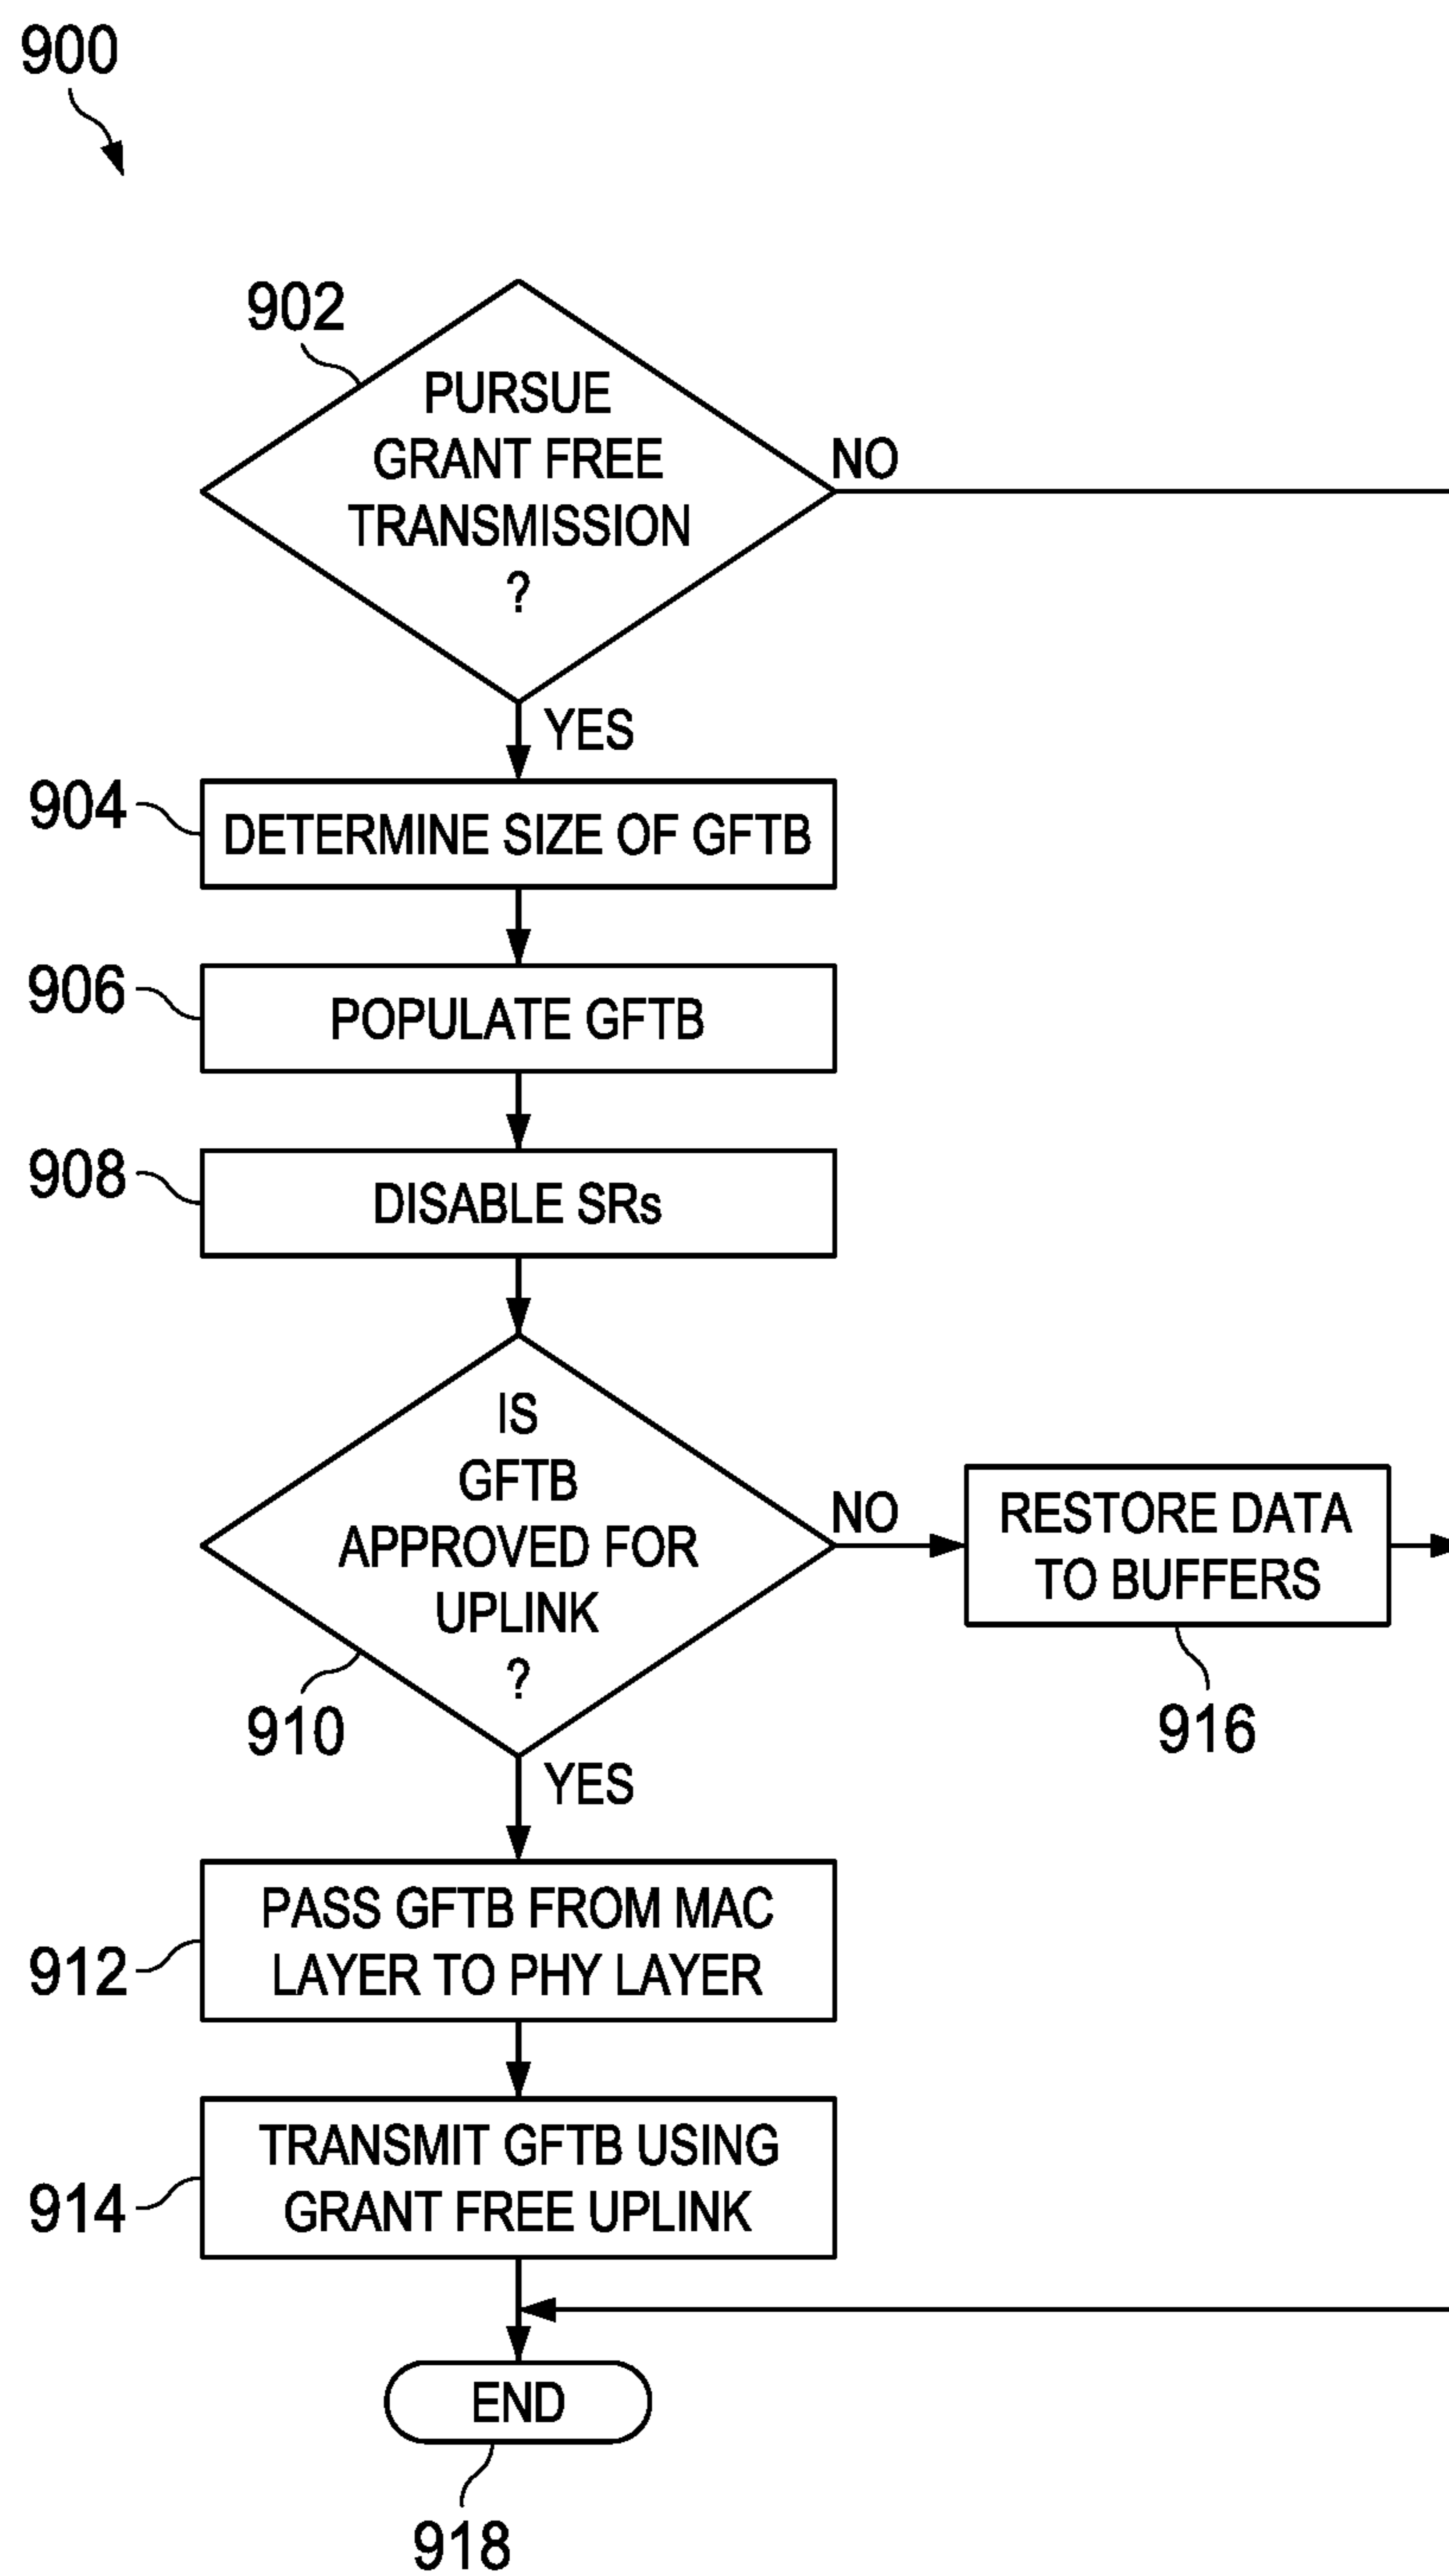 900
902
PURSUE
GRANT FREE
TRANSMISSION
?
NO
YES
904
DETERMINE SIZE OF GFTB
906
POPULATE GFTB
908
DISABLE SRs
IS
GFTB
APPROVED FOR
UPLINK
?
NO
910
YES
RESTORE DATA
TO BUFFERS
916
912
PASS GFTB FROM MAC
LAYER TO PHY LAYER
914
TRANSMIT GFTB USING
GRANT FREE UPLINK
END
918